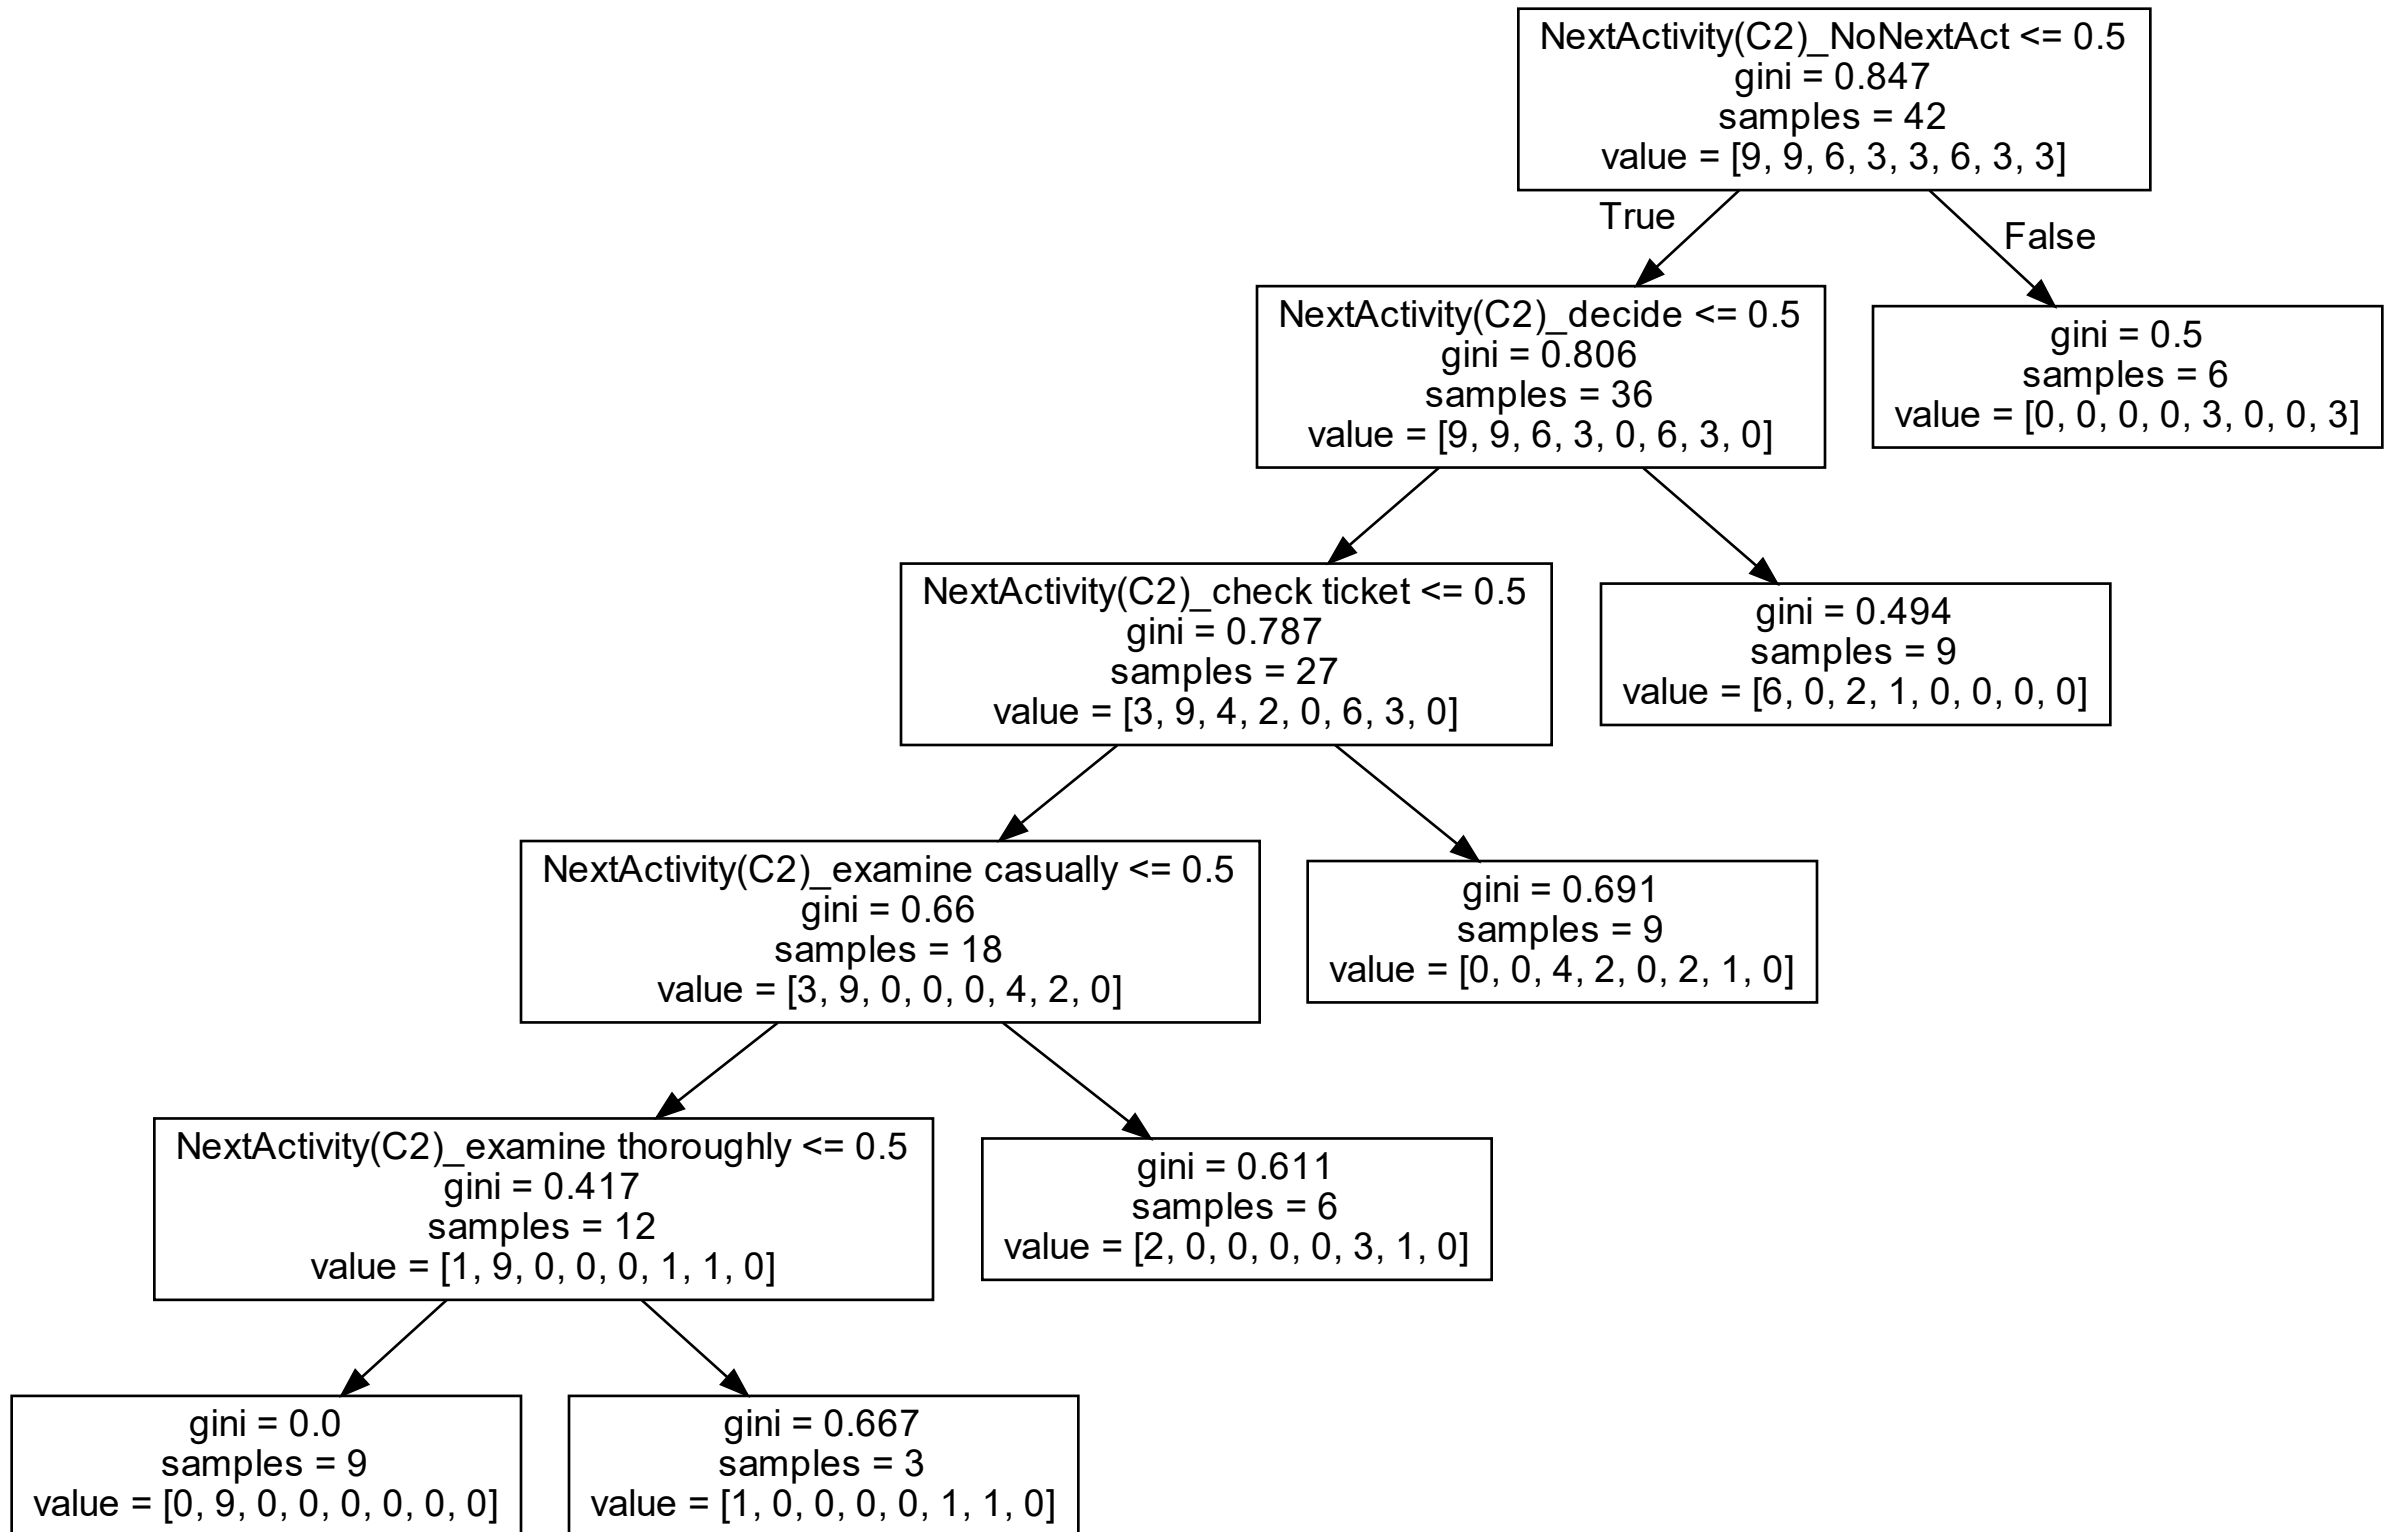 NextActivity(C2)_NoNextAct <= 0.5
gini = 0.847
samples = 42
value = [9, 9, 6, 3, 3, 6, 3, 3]
True
False
NextActivity(C2)_decide <= 0.5
gini = 0.806
samples = 36
value = [9, 9, 6, 3, 0, 6, 3, 0]
gini = 0.5
samples = 6
value = [0, 0, 0, 0, 3, 0, 0, 3]
NextActivity(C2)_check ticket <= 0.5
gini = 0.787
samples = 27
value = [3, 9, 4, 2, 0, 6, 3, 0]
gini = 0.494
samples = 9
value = [6, 0, 2, 1, 0, 0, 0, 0]
NextActivity(C2)_examine casually <= 0.5
gini = 0.66
samples = 18
value = [3, 9, 0, 0, 0, 4, 2, 0]
gini = 0.691
samples = 9
value = [0, 0, 4, 2, 0, 2, 1, 0]
NextActivity(C2)_examine thoroughly <= 0.5
gini = 0.417
samples = 12
value = [1, 9, 0, 0, 0, 1, 1, 0]
gini = 0.611
samples = 6
value = [2, 0, 0, 0, 0, 3, 1, 0]
gini = 0.0
samples = 9
value = [0, 9, 0, 0, 0, 0, 0, 0]
gini = 0.667
samples = 3
value = [1, 0, 0, 0, 0, 1, 1, 0]